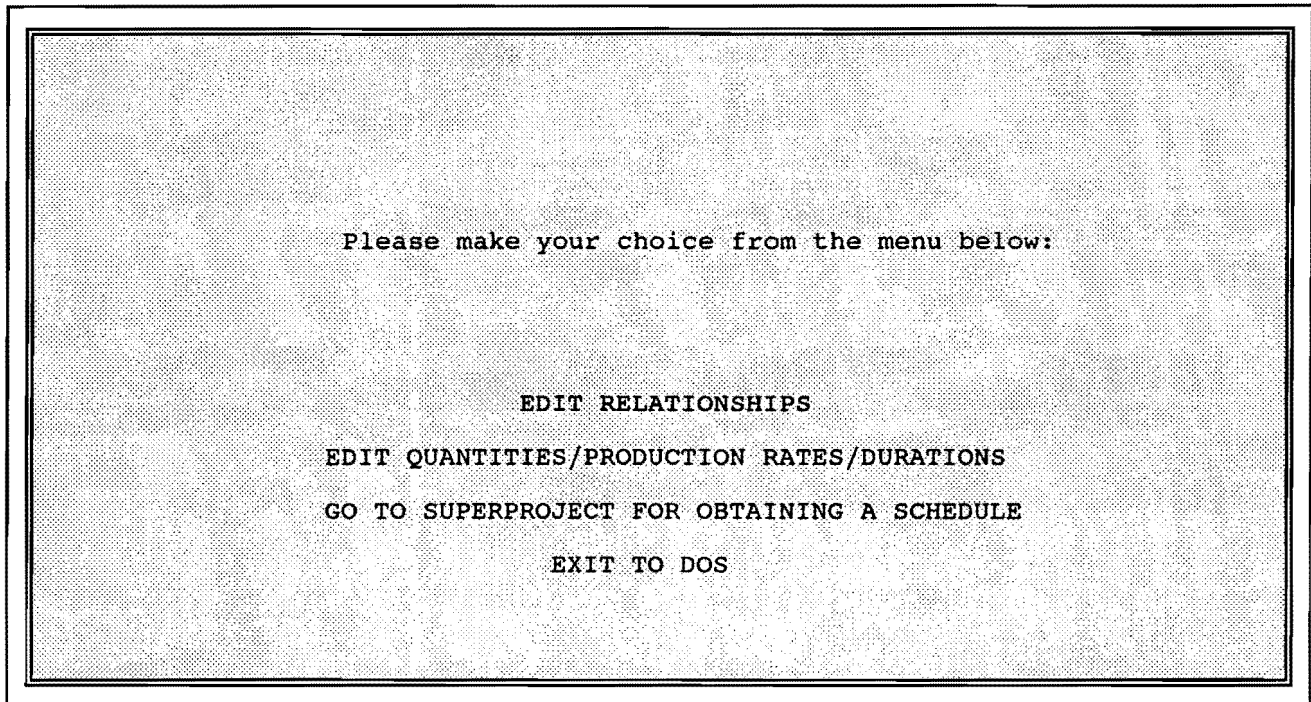 Please make your choice from the menu below:
EDIT RELATIONSHIPS
EDIT QUANTITIES/PRODUCTION RATES/DURATIONS
GO TO SUPERPROJECT FOR OBTAINING A SCHEDULE
EXIT TO DOS